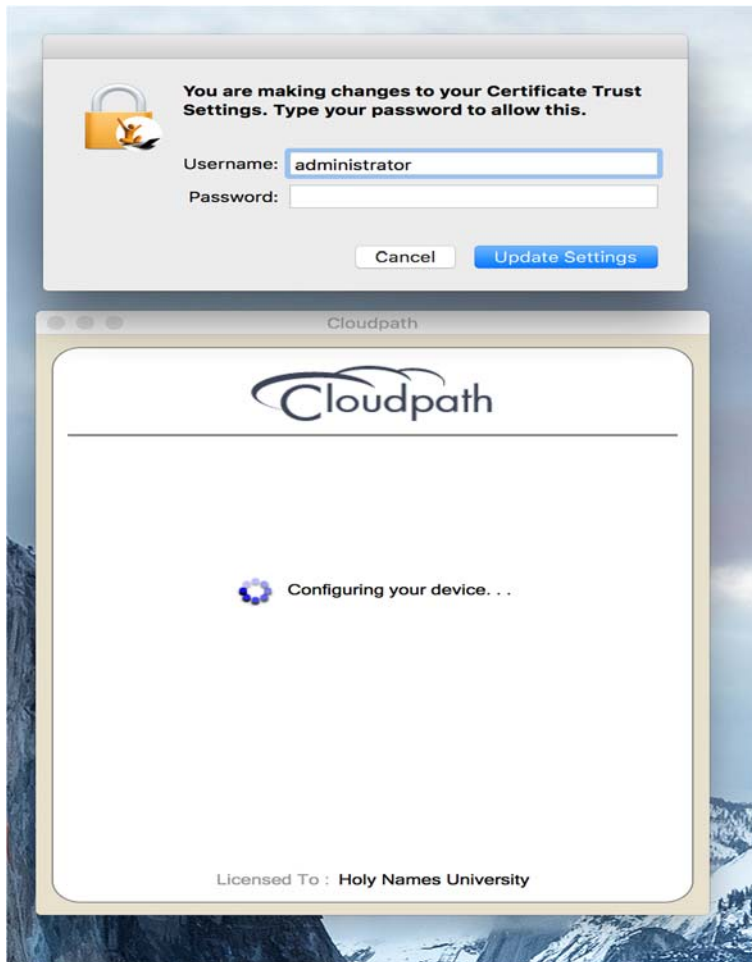 You are making changes to your Certificate Trust
Settings. Type your password to allow this.
Username: administrator
Password:
Cancel Update Settings
Cloudpath
Cloudpath
Configuring your device. . .
Licensed To : Holy Names University